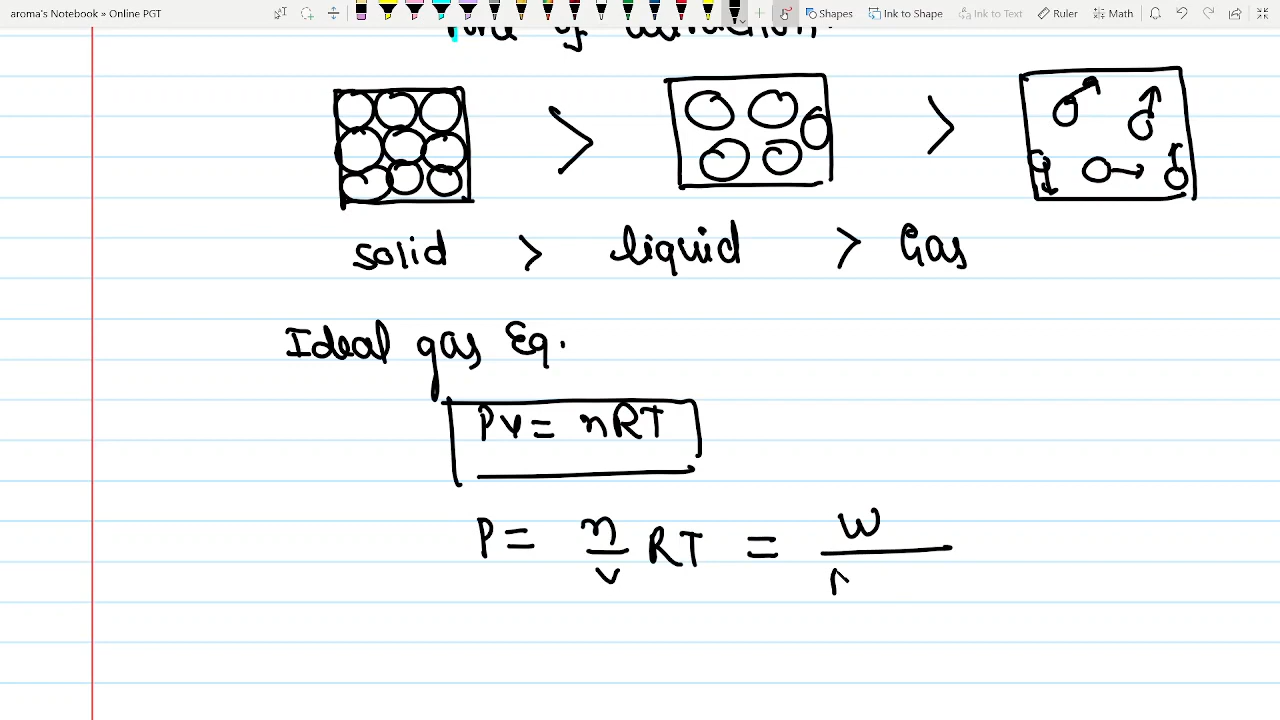 aroma's Notebook » Online PGT
Shapes Ink to Shape Ink to Text Ruler Math
of
> >
solid > liquid > Gas
Ideal gas Eq.
PV = nRT
P = n/v RT = w/